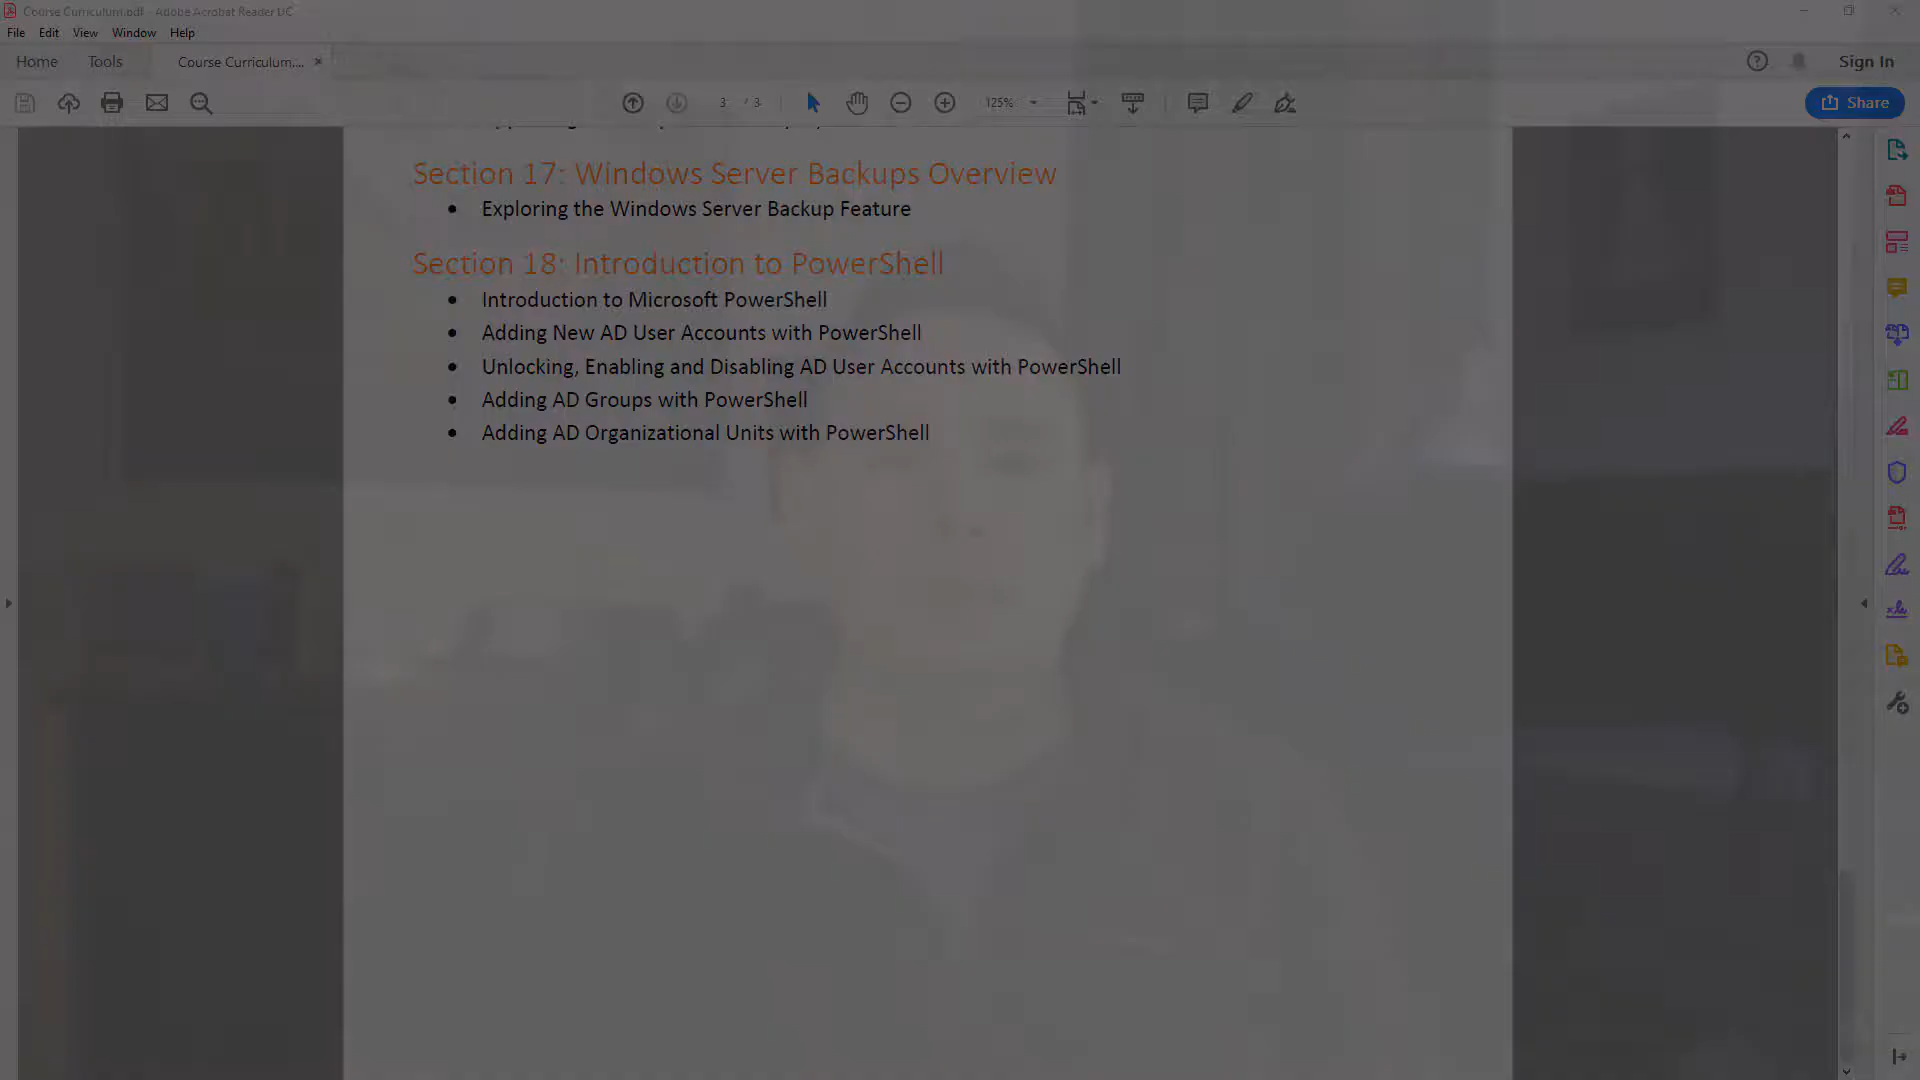 Course Curriculum.pdf - Adobe Acrobat Reader DC
File Edit View Window Help
Home Tools Course Curriculum.... × Sign In
3 / 3 125% Share
Section 17: Windows Server Backups Overview
• Exploring the Windows Server Backup Feature
Section 18: Introduction to PowerShell
• Introduction to Microsoft PowerShell
• Adding New AD User Accounts with PowerShell
• Unlocking, Enabling and Disabling AD User Accounts with PowerShell
• Adding AD Groups with PowerShell
• Adding AD Organizational Units with PowerShell